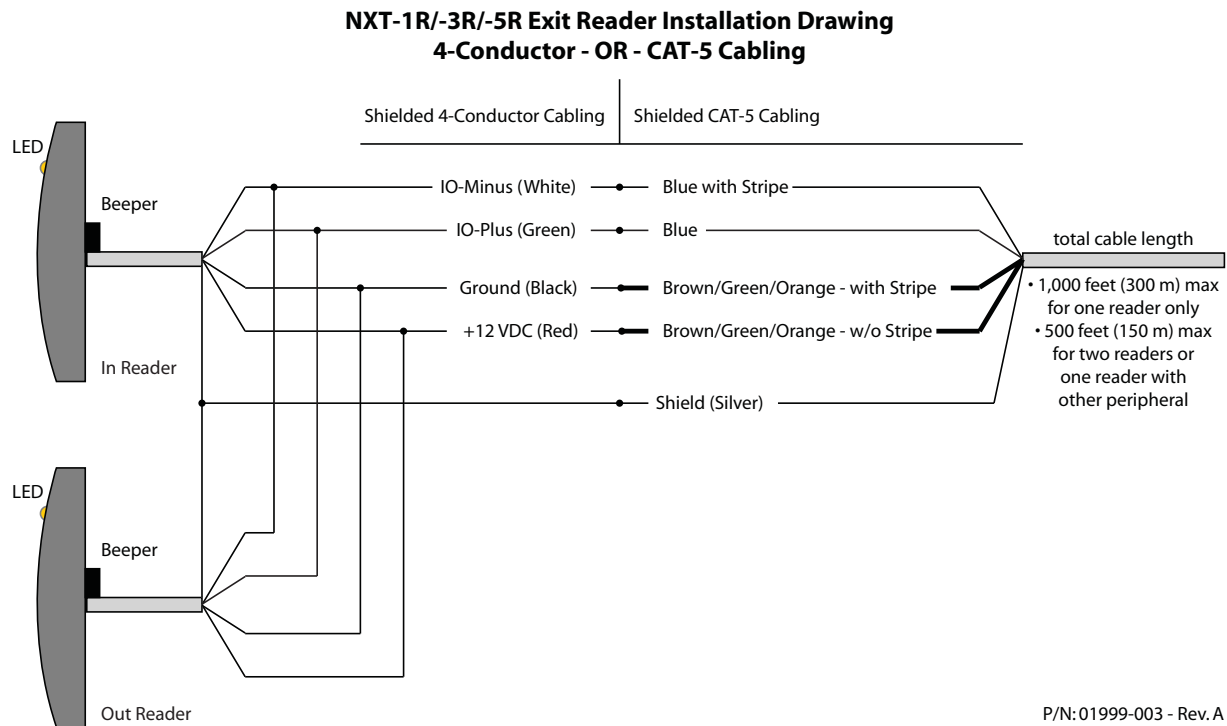 NXT-1R/-3R/-5R Exit Reader Installation Drawing
4-Conductor - OR - CAT-5 Cabling
Shielded 4-Conductor Cabling
Shielded CAT-5 Cabling
LED
Beeper
In Reader
IO-Minus (White)
Blue with Stripe
IO-Plus (Green)
Blue
Ground (Black)
Brown/Green/Orange - with Stripe
+12 VDC (Red)
Brown/Green/Orange - w/o Stripe
Shield (Silver)
total cable length
• 1,000 feet (300 m) max
for one reader only
• 500 feet (150 m) max
for two readers or
one reader with
other peripheral
LED
Beeper
Out Reader
P/N: 01999-003 - Rev. A